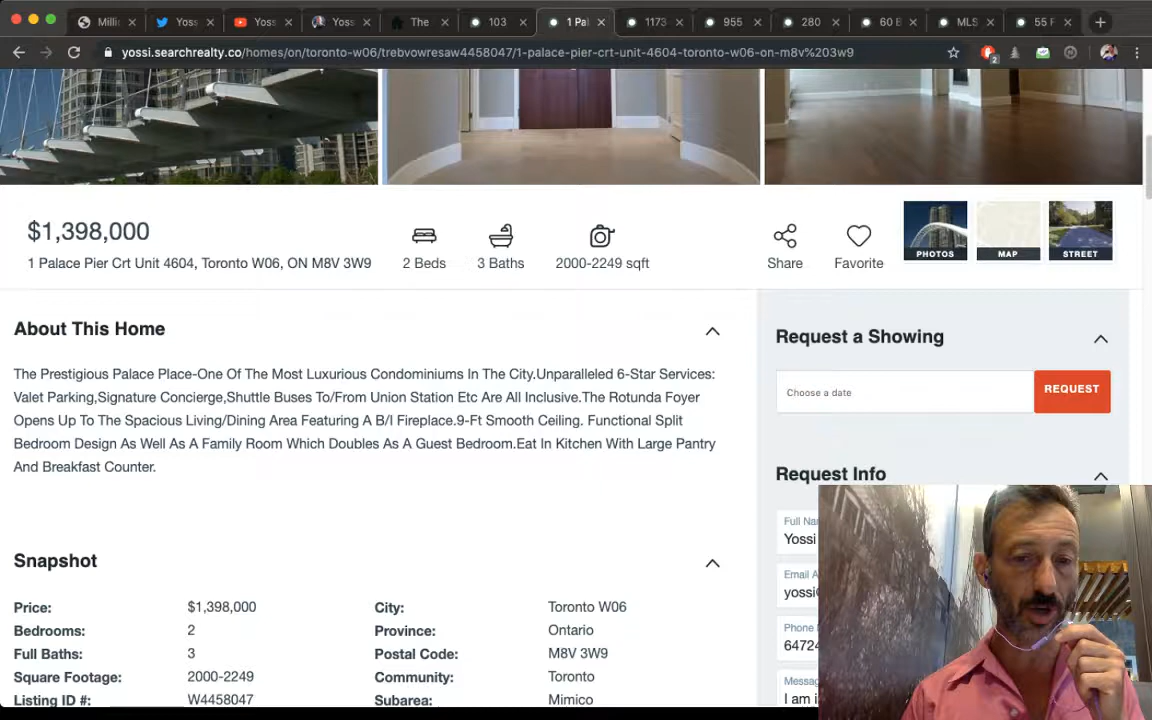 Milli
Yoss
Yoss
Yoss
The
103
1 Pal
1173
955
280
60 B
MLS
55 F
yossi.searchrealty.co/homes/on/toronto-w06/trebvowresaw4458047/1-palace-pier-crt-unit-4604-toronto-w06-on-m8v%203w9
2
$1,398,000
1 Palace Pier Crt Unit 4604, Toronto W06, ON M8V 3W9
2 Beds
3 Baths
2000-2249 sqft
Share
Favorite
PHOTOS
MAP
STREET
About This Home
The Prestigious Palace Place-One Of The Most Luxurious Condominiums In The City.Unparalleled 6-Star Services:
Valet Parking,Signature Concierge,Shuttle Buses To/From Union Station Etc Are All Inclusive.The Rotunda Foyer
Opens Up To The Spacious Living/Dining Area Featuring A B/I Fireplace.9-Ft Smooth Ceiling. Functional Split
Bedroom Design As Well As A Family Room Which Doubles As A Guest Bedroom.Eat In Kitchen With Large Pantry
And Breakfast Counter.
Request a Showing
Choose a date
REQUEST
Request Info
Full Na
Yossi
Email A
yossi
Phone
64724
Messag
I am i
Snapshot
Price: $1,398,000
City: Toronto W06
Bedrooms: 2
Province: Ontario
Full Baths: 3
Postal Code: M8V 3W9
Square Footage: 2000-2249
Community: Toronto
Listing ID #: W4458047
Subarea: Mimico